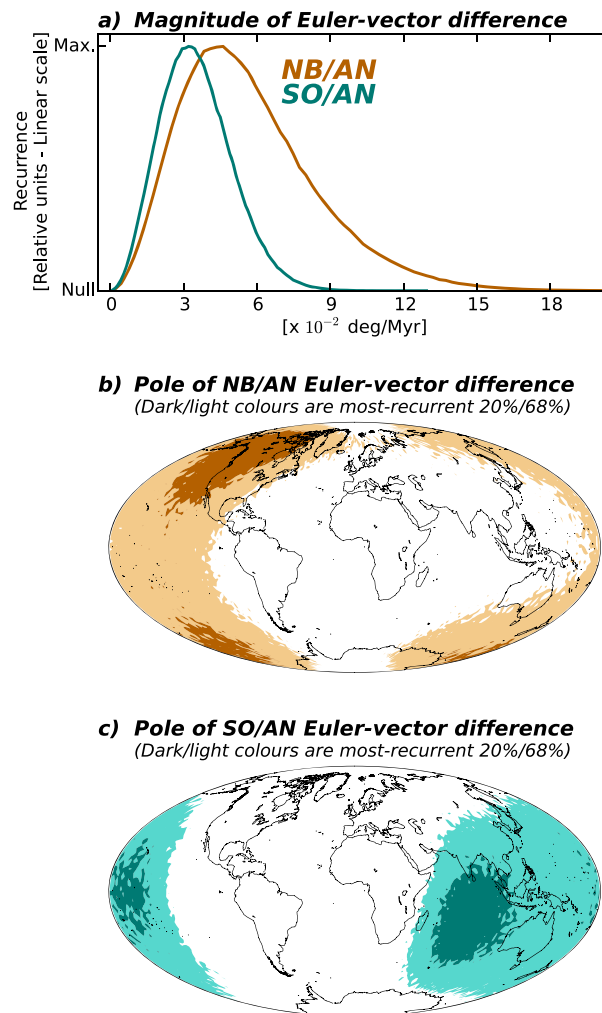 a) Magnitude of Euler-vector difference
Max.
NB/AN
SO/AN
Recurrence
[Relative units - Linear scale]
Null
0 3 6 9 12 15 18
[x 10⁻² deg/Myr]
b) Pole of NB/AN Euler-vector difference
(Dark/light colours are most-recurrent 20%/68%)
c) Pole of SO/AN Euler-vector difference
(Dark/light colours are most-recurrent 20%/68%)